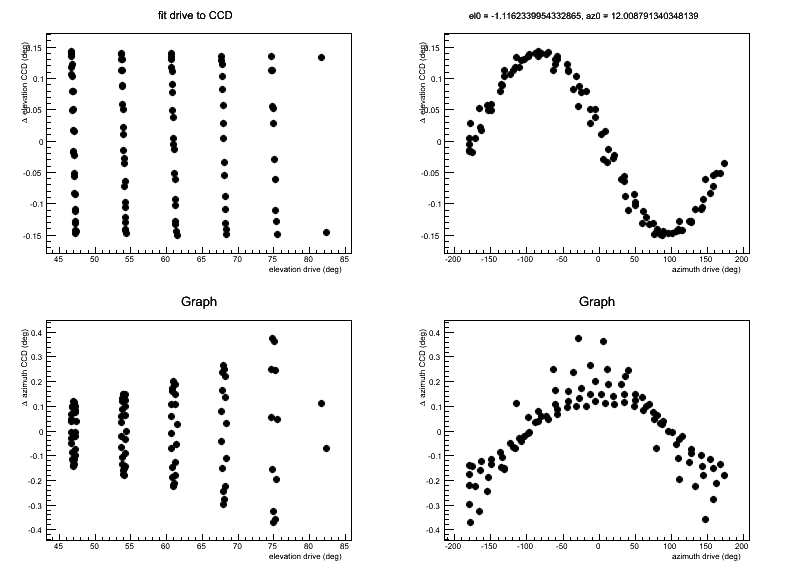 fit drive to CCD
Δ elevation CCD (deg)
0.15
0.1
0.05
0
-0.05
-0.1
-0.15
45 50 55 60 65 70 75 80 85
elevation drive (deg)
el0 = -1.1162339954332865, az0 = 12.008791340348139
Δ elevation CCD (deg)
0.15
0.1
0.05
0
-0.05
-0.1
-0.15
-200 -150 -100 -50 0 50 100 150 200
azimuth drive (deg)
Graph
Δ azimuth CCD (deg)
0.4
0.3
0.2
0.1
0
-0.1
-0.2
-0.3
-0.4
45 50 55 60 65 70 75 80 85
elevation drive (deg)
Graph
Δ azimuth CCD (deg)
0.4
0.3
0.2
0.1
0
-0.1
-0.2
-0.3
-0.4
-200 -150 -100 -50 0 50 100 150 200
azimuth drive (deg)